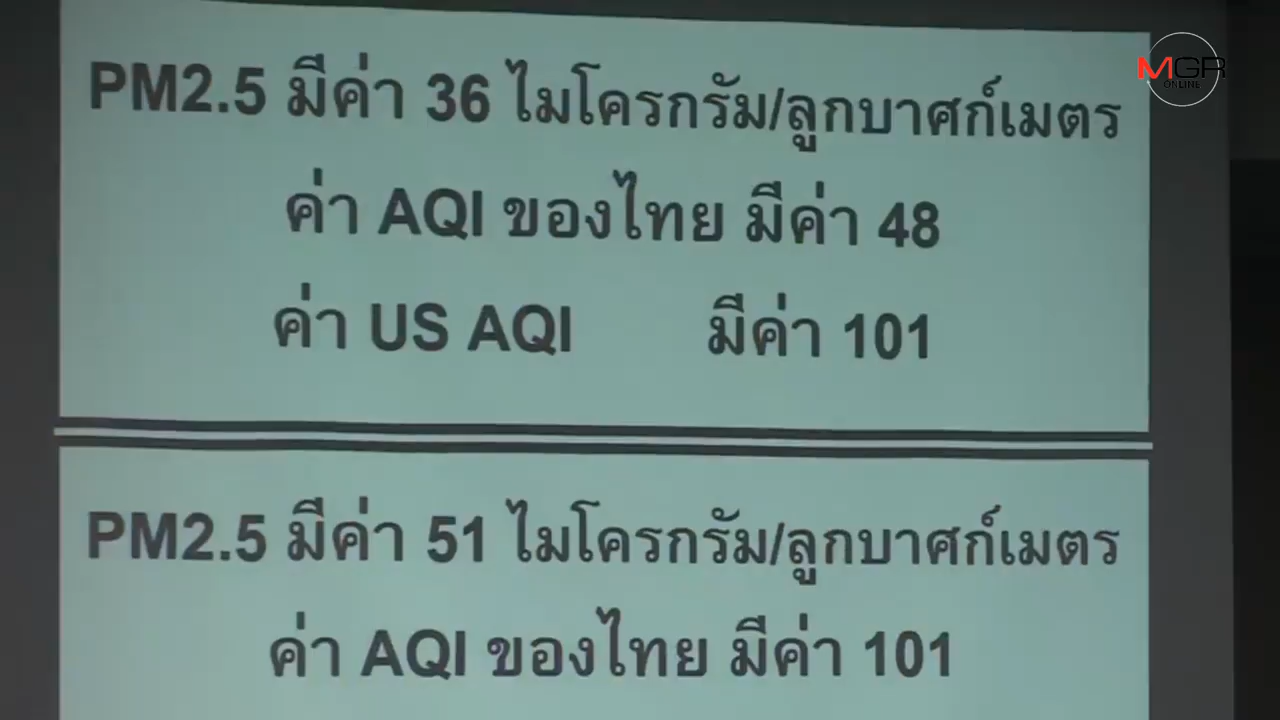 MGR
ONLINE
PM2.5 มีค่า 36 ไมโครกรัม/ลูกบาศก์เมตร
ค่า AQI ของไทย มีค่า 48
ค่า US AQI มีค่า 101
PM2.5 มีค่า 51 ไมโครกรัม/ลูกบาศก์เมตร
ค่า AQI ของไทย มีค่า 101